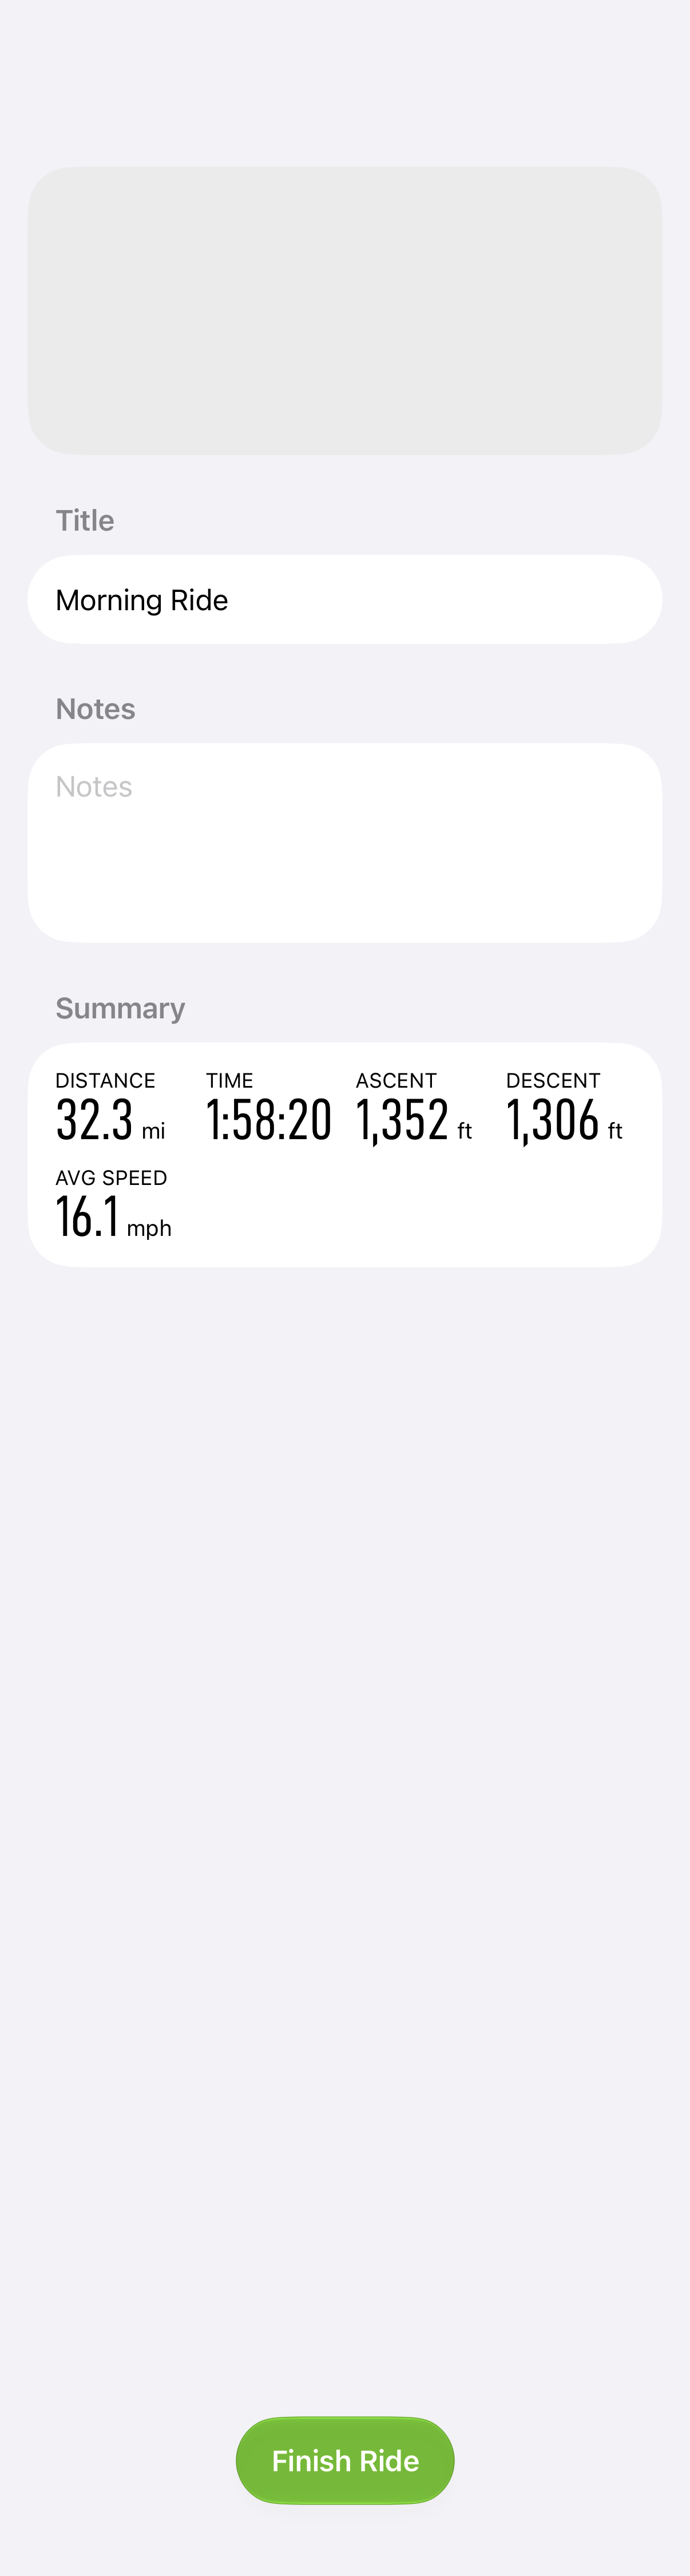 Title
Morning Ride
Notes
Notes
Summary
DISTANCE TIME ASCENT DESCENT
32.3 mi 1:58:20 1,352 ft 1,306 ft
AVG SPEED
16.1 mph
Finish Ride